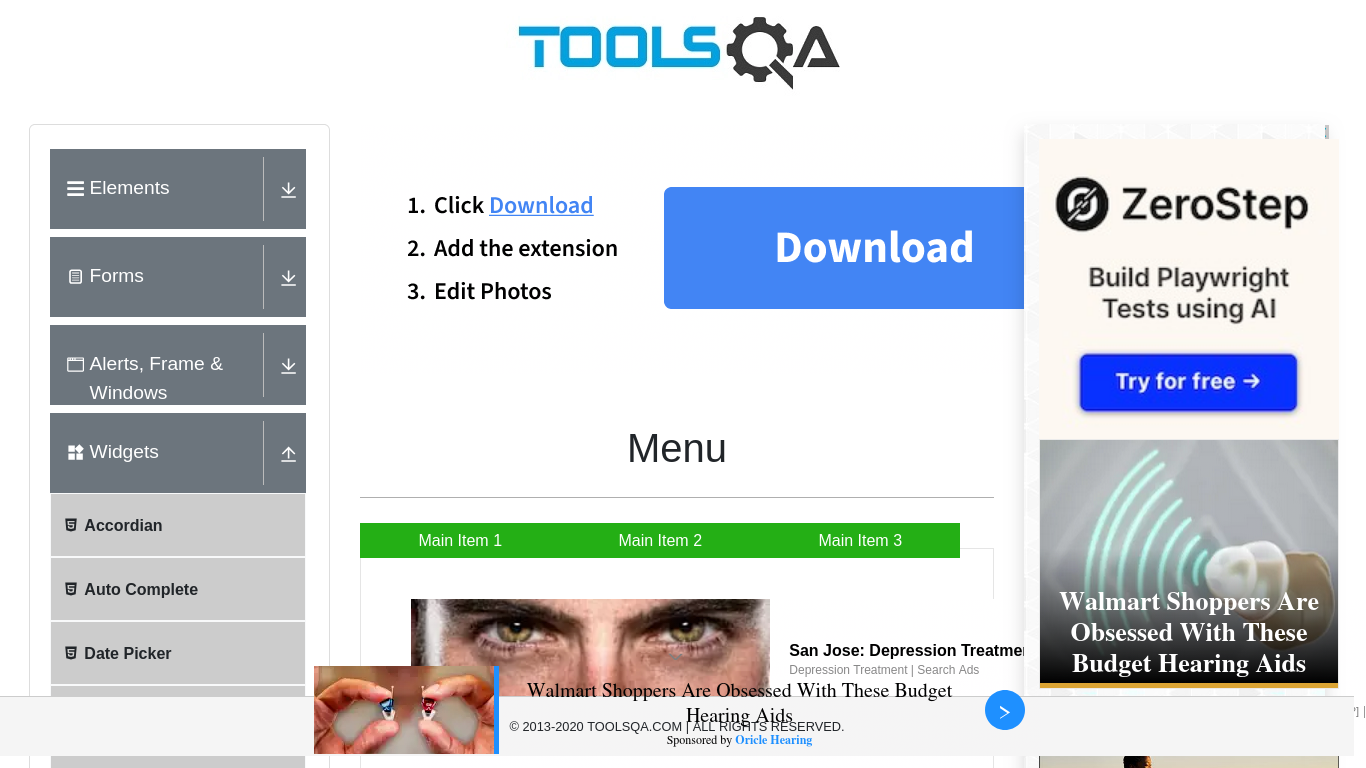 TOOLSQA
Elements
Forms
Alerts, Frame &
Windows
Widgets
Accordian
Auto Complete
Date Picker
1. Click Download
2. Add the extension
3. Edit Photos
Download
Menu
Main Item 1
Main Item 2
Main Item 3
San Jose: Depression Treatmen
Depression Treatment | Search Ads
ZeroStep
Build Playwright
Tests using AI
Try for free →
Walmart Shoppers Are
Obsessed With These
Budget Hearing Aids
Walmart Shoppers Are Obsessed With These Budget
Hearing Aids
© 2013-2020 TOOLSQA.COM | ALL RIGHTS RESERVED.
Sponsored by Oricle Hearing